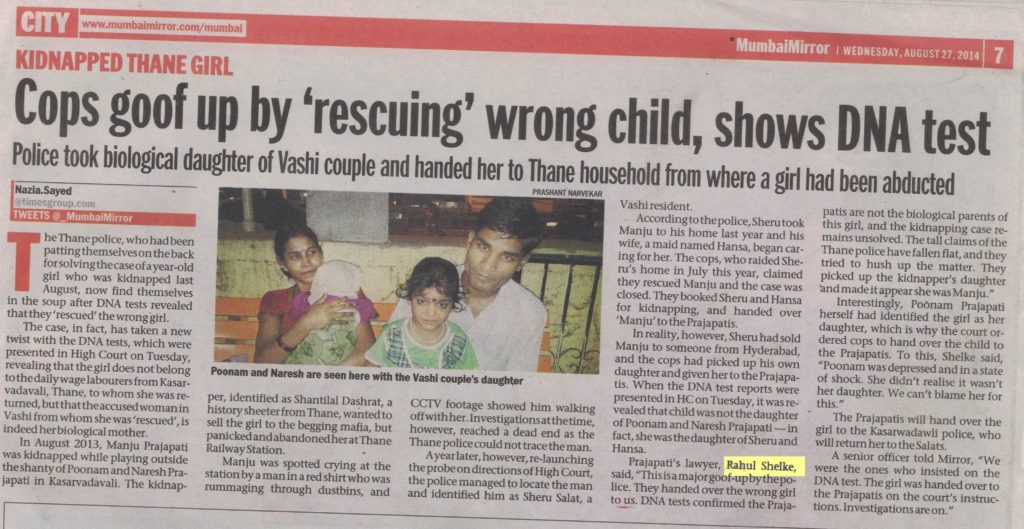 CITY
www.mumbaimirror.com/mumbai
MumbaiMirror | WEDNESDAY, AUGUST 27, 2014 | 7
KIDNAPPED THANE GIRL
Cops goof up by ‘rescuing’ wrong child, shows DNA test
Police took biological daughter of Vashi couple and handed her to Thane household from where a girl had been abducted
Nazia.Sayed
@timesgroup.com
TWEETS @_MumbaiMirror
The Thane police, who had been
patting themselves on the back
for solving the case of a year-old
girl who was kidnapped last
August, now find themselves
in the soup after DNA tests revealed
that they ‘rescued’ the wrong girl.
The case, in fact, has taken a new
twist with the DNA tests, which were
presented in High Court on Tuesday,
revealing that the girl does not belong
to the daily wage labourers from Kasar-
vadavali, Thane, to whom she was re-
turned, but that the accused woman in
Vashi from whom she was ‘rescued’, is
indeed her biological mother.
In August 2013, Manju Prajapati
was kidnapped while playing outside
the shanty of Poonam and Naresh Pra-
japati in Kasarvadavali. The kidnap-
PRASHANT NARVEKAR
Poonam and Naresh are seen here with the Vashi couple's daughter
per, identified as Shantilal Dashrat, a
history sheeter from Thane, wanted to
sell the girl to the begging mafia, but
panicked and abandoned her at Thane
Railway Station.
Manju was spotted crying at the
station by a man in a red shirt who was
rummaging through dustbins, and
CCTV footage showed him walking
off with her. Investigations at the time,
however, reached a dead end as the
Thane police could not trace the man.
A year later, however, re-launching
the probe on directions of High Court,
the police managed to locate the man
and identified him as Sheru Salat, a
Vashi resident.
According to the police, Sheru took
Manju to his home last year and his
wife, a maid named Hansa, began car-
ing for her. The cops, who raided She-
ru's home in July this year, claimed
they rescued Manju and the case was
closed. They booked Sheru and Hansa
for kidnapping, and handed over
‘Manju’ to the Prajapatis.
In reality, however, Sheru had sold
Manju to someone from Hyderabad,
and the cops had picked up his own
daughter and given her to the Prajapa-
tis. When the DNA test reports were
presented in HC on Tuesday, it was re-
vealed that child was not the daughter
of Poonam and Naresh Prajapati — in
fact, she was the daughter of Sheru and
Hansa.
Prajapati's lawyer, Rahul Shelke,
said, “This is a major goof-up by the po-
lice. They handed over the wrong girl
to us. DNA tests confirmed the Praja-
patis are not the biological parents of
this girl, and the kidnapping case re-
mains unsolved. The tall claims of the
Thane police have fallen flat, and they
tried to hush up the matter. They
picked up the kidnapper's daughter
and made it appear she was Manju.”
Interestingly, Poonam Prajapati
herself had identified the girl as her
daughter, which is why the court or-
dered cops to hand over the child to
the Prajapatis. To this, Shelke said,
“Poonam was depressed and in a state
of shock. She didn't realise it wasn't
her daughter. We can't blame her for
this.”
The Prajapatis will hand over the
girl to the Kasarwadawli police, who
will return her to the Salats.
A senior officer told Mirror, “We
were the ones who insisted on the
DNA test. The girl was handed over to
the Prajapatis on the court's instruc-
tions. Investigations are on.”